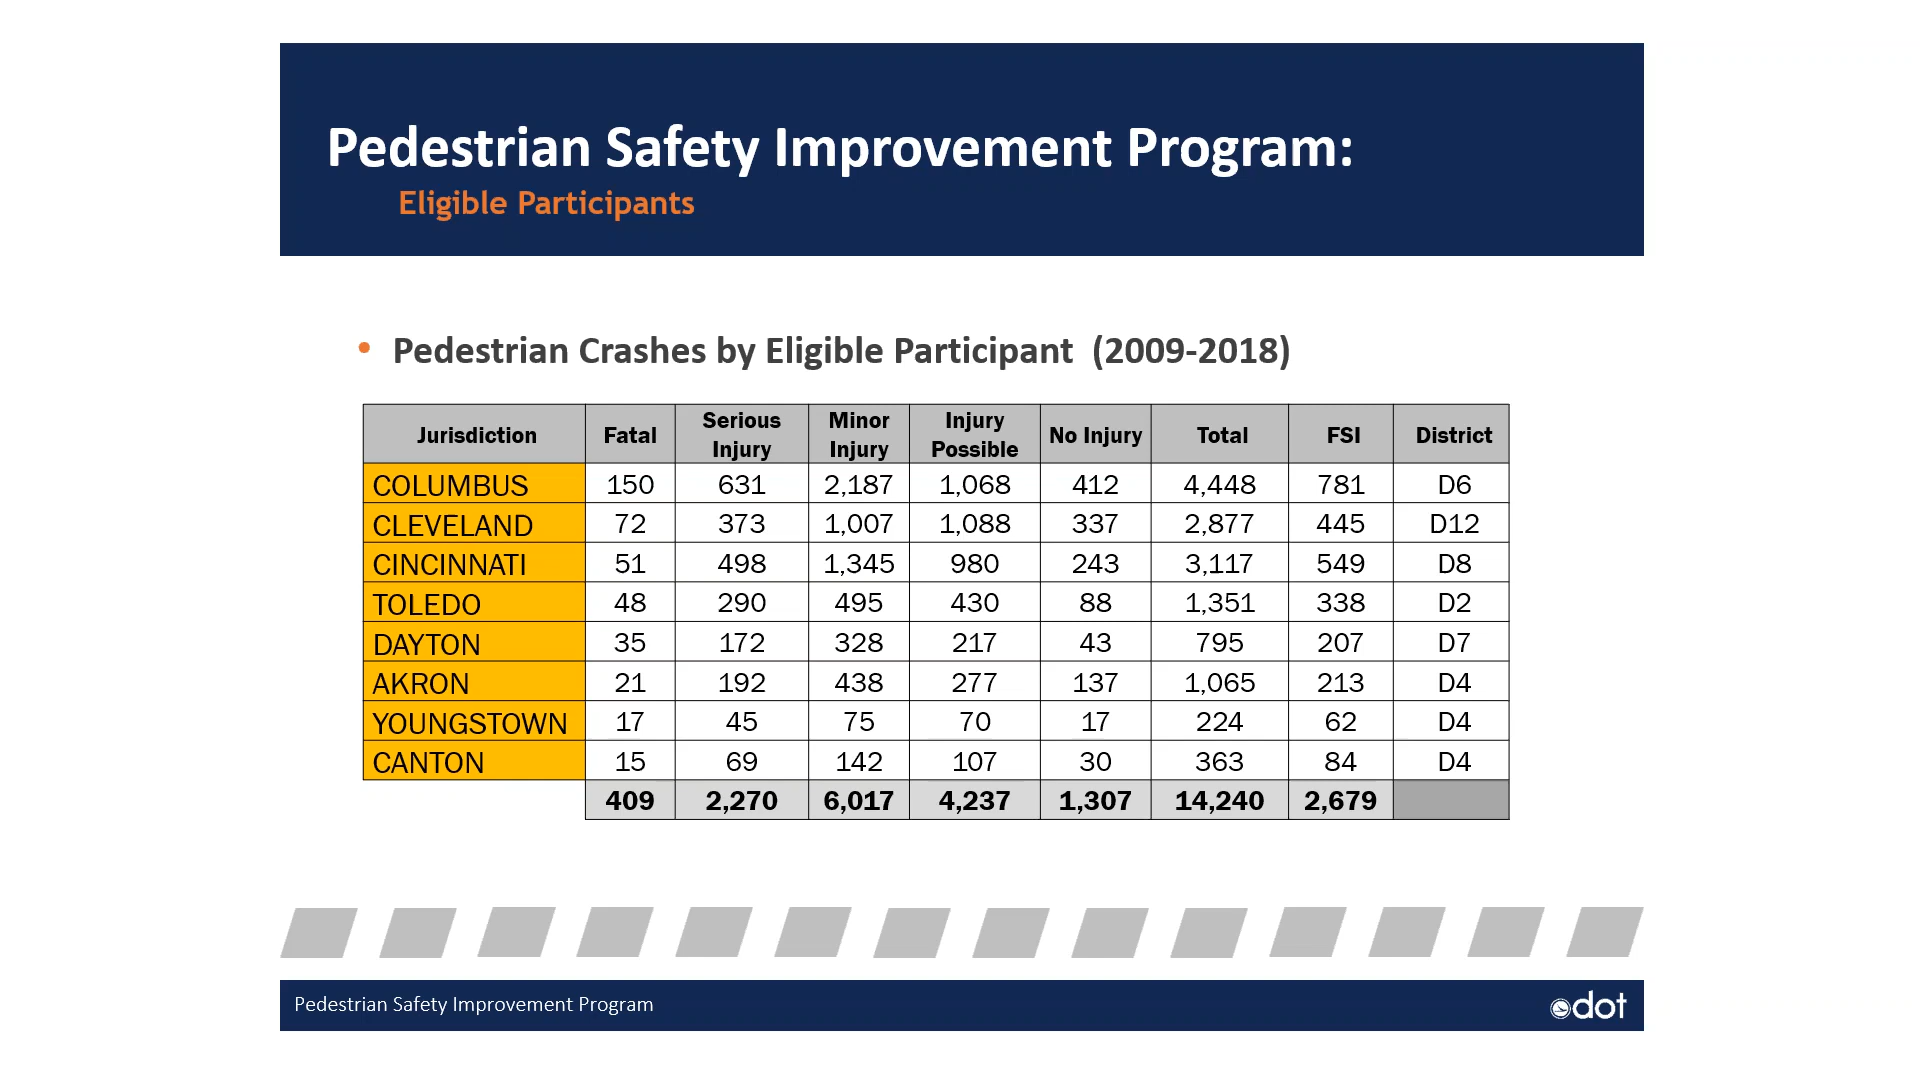 Pedestrian Safety Improvement Program:
Eligible Participants
• Pedestrian Crashes by Eligible Participant (2009-2018)
Jurisdiction Fatal Serious Injury Minor Injury Injury Possible No Injury Total FSI District
COLUMBUS 150 631 2,187 1,068 412 4,448 781 D6
CLEVELAND 72 373 1,007 1,088 337 2,877 445 D12
CINCINNATI 51 498 1,345 980 243 3,117 549 D8
TOLEDO 48 290 495 430 88 1,351 338 D2
DAYTON 35 172 328 217 43 795 207 D7
AKRON 21 192 438 277 137 1,065 213 D4
YOUNGSTOWN 17 45 75 70 17 224 62 D4
CANTON 15 69 142 107 30 363 84 D4
409 2,270 6,017 4,237 1,307 14,240 2,679
Pedestrian Safety Improvement Program
odot